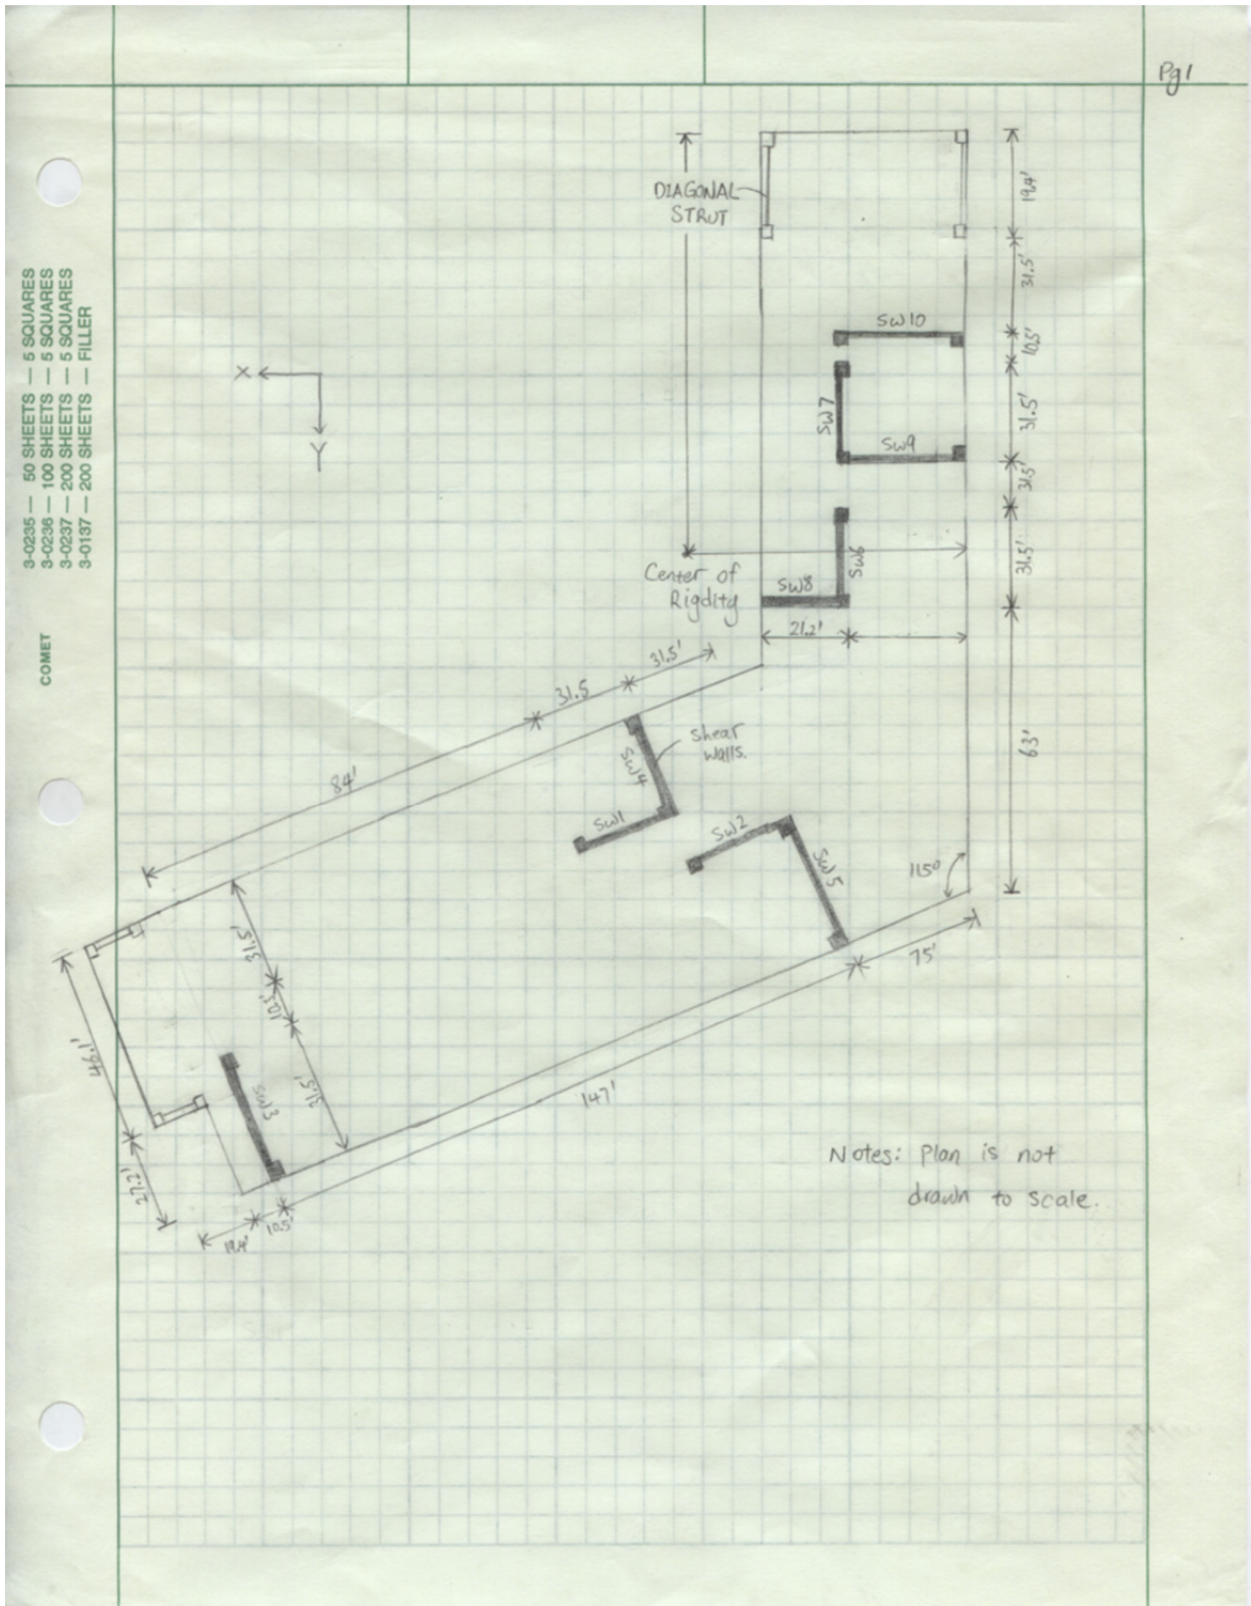 Pg1
3-0235 — 50 SHEETS — 5 SQUARES
3-0236 — 100 SHEETS — 5 SQUARES
3-0237 — 200 SHEETS — 5 SQUARES
3-0137 — 200 SHEETS — FILLER
COMET
DIAGONAL
STRUT
19.4'
31.5'
SW10
10.5'
X
Y
SW7
31.5'
SW9
31.5'
SW6
31.5'
Center of
Rigdity
SW8
21.2'
31.5'
31.5
shear
walls.
SW4
63'
84'
SW1
SW2
SW5
115°
75'
31.5'
10.5'
46.1'
SW3
31.5'
147'
27.2'
19.4'
10.5'
Notes: Plan is not
drawn to scale.